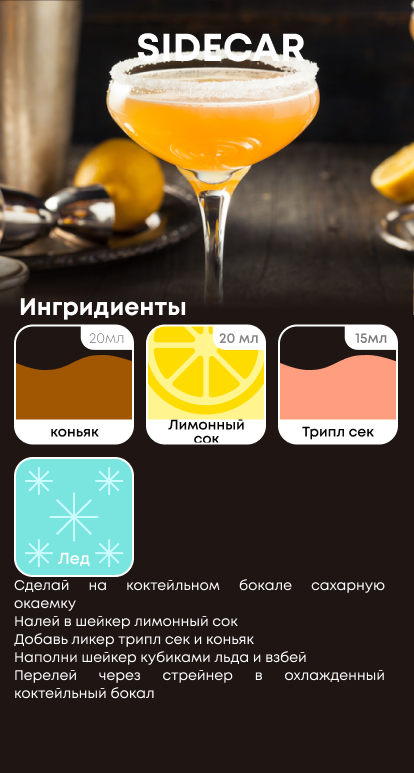 SIDECAR
Ингридиенты
20мл
20 мл
15мл
коньяк
Лимонный
сок
Трипл сек
Лед
Сделай на коктейльном бокале сахарную
окаемку
Налей в шейкер лимонный сок
Добавь ликер трипл сек и коньяк
Наполни шейкер кубиками льда и взбей
Перелей через стрейнер в охлажденный
коктейльный бокал